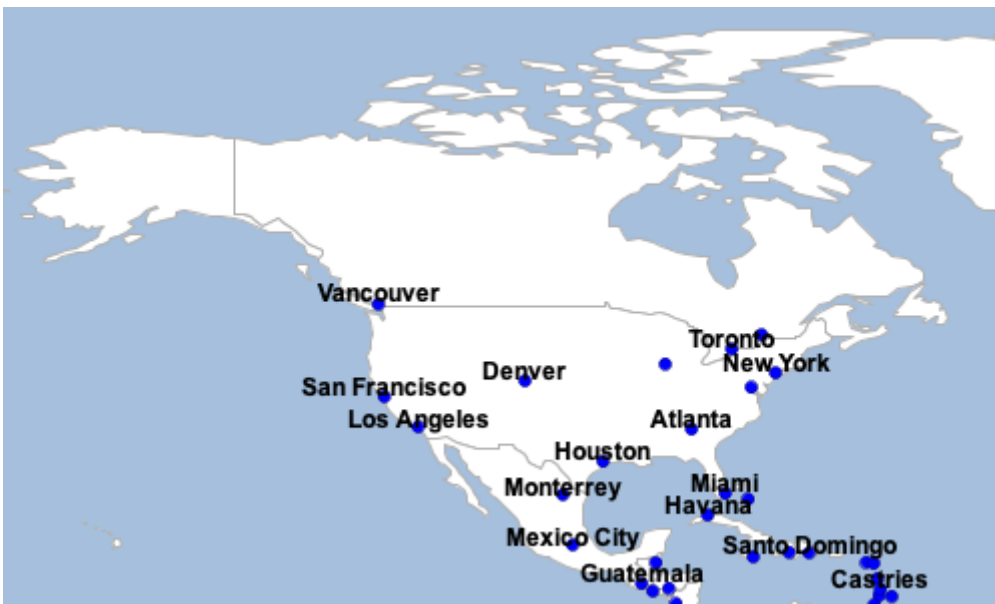 Vancouver
Toronto
New York
Denver
San Francisco
Los Angeles
Atlanta
Houston
Monterrey
Miami
Havana
Mexico City
Santo Domingo
Guatemala
Castries